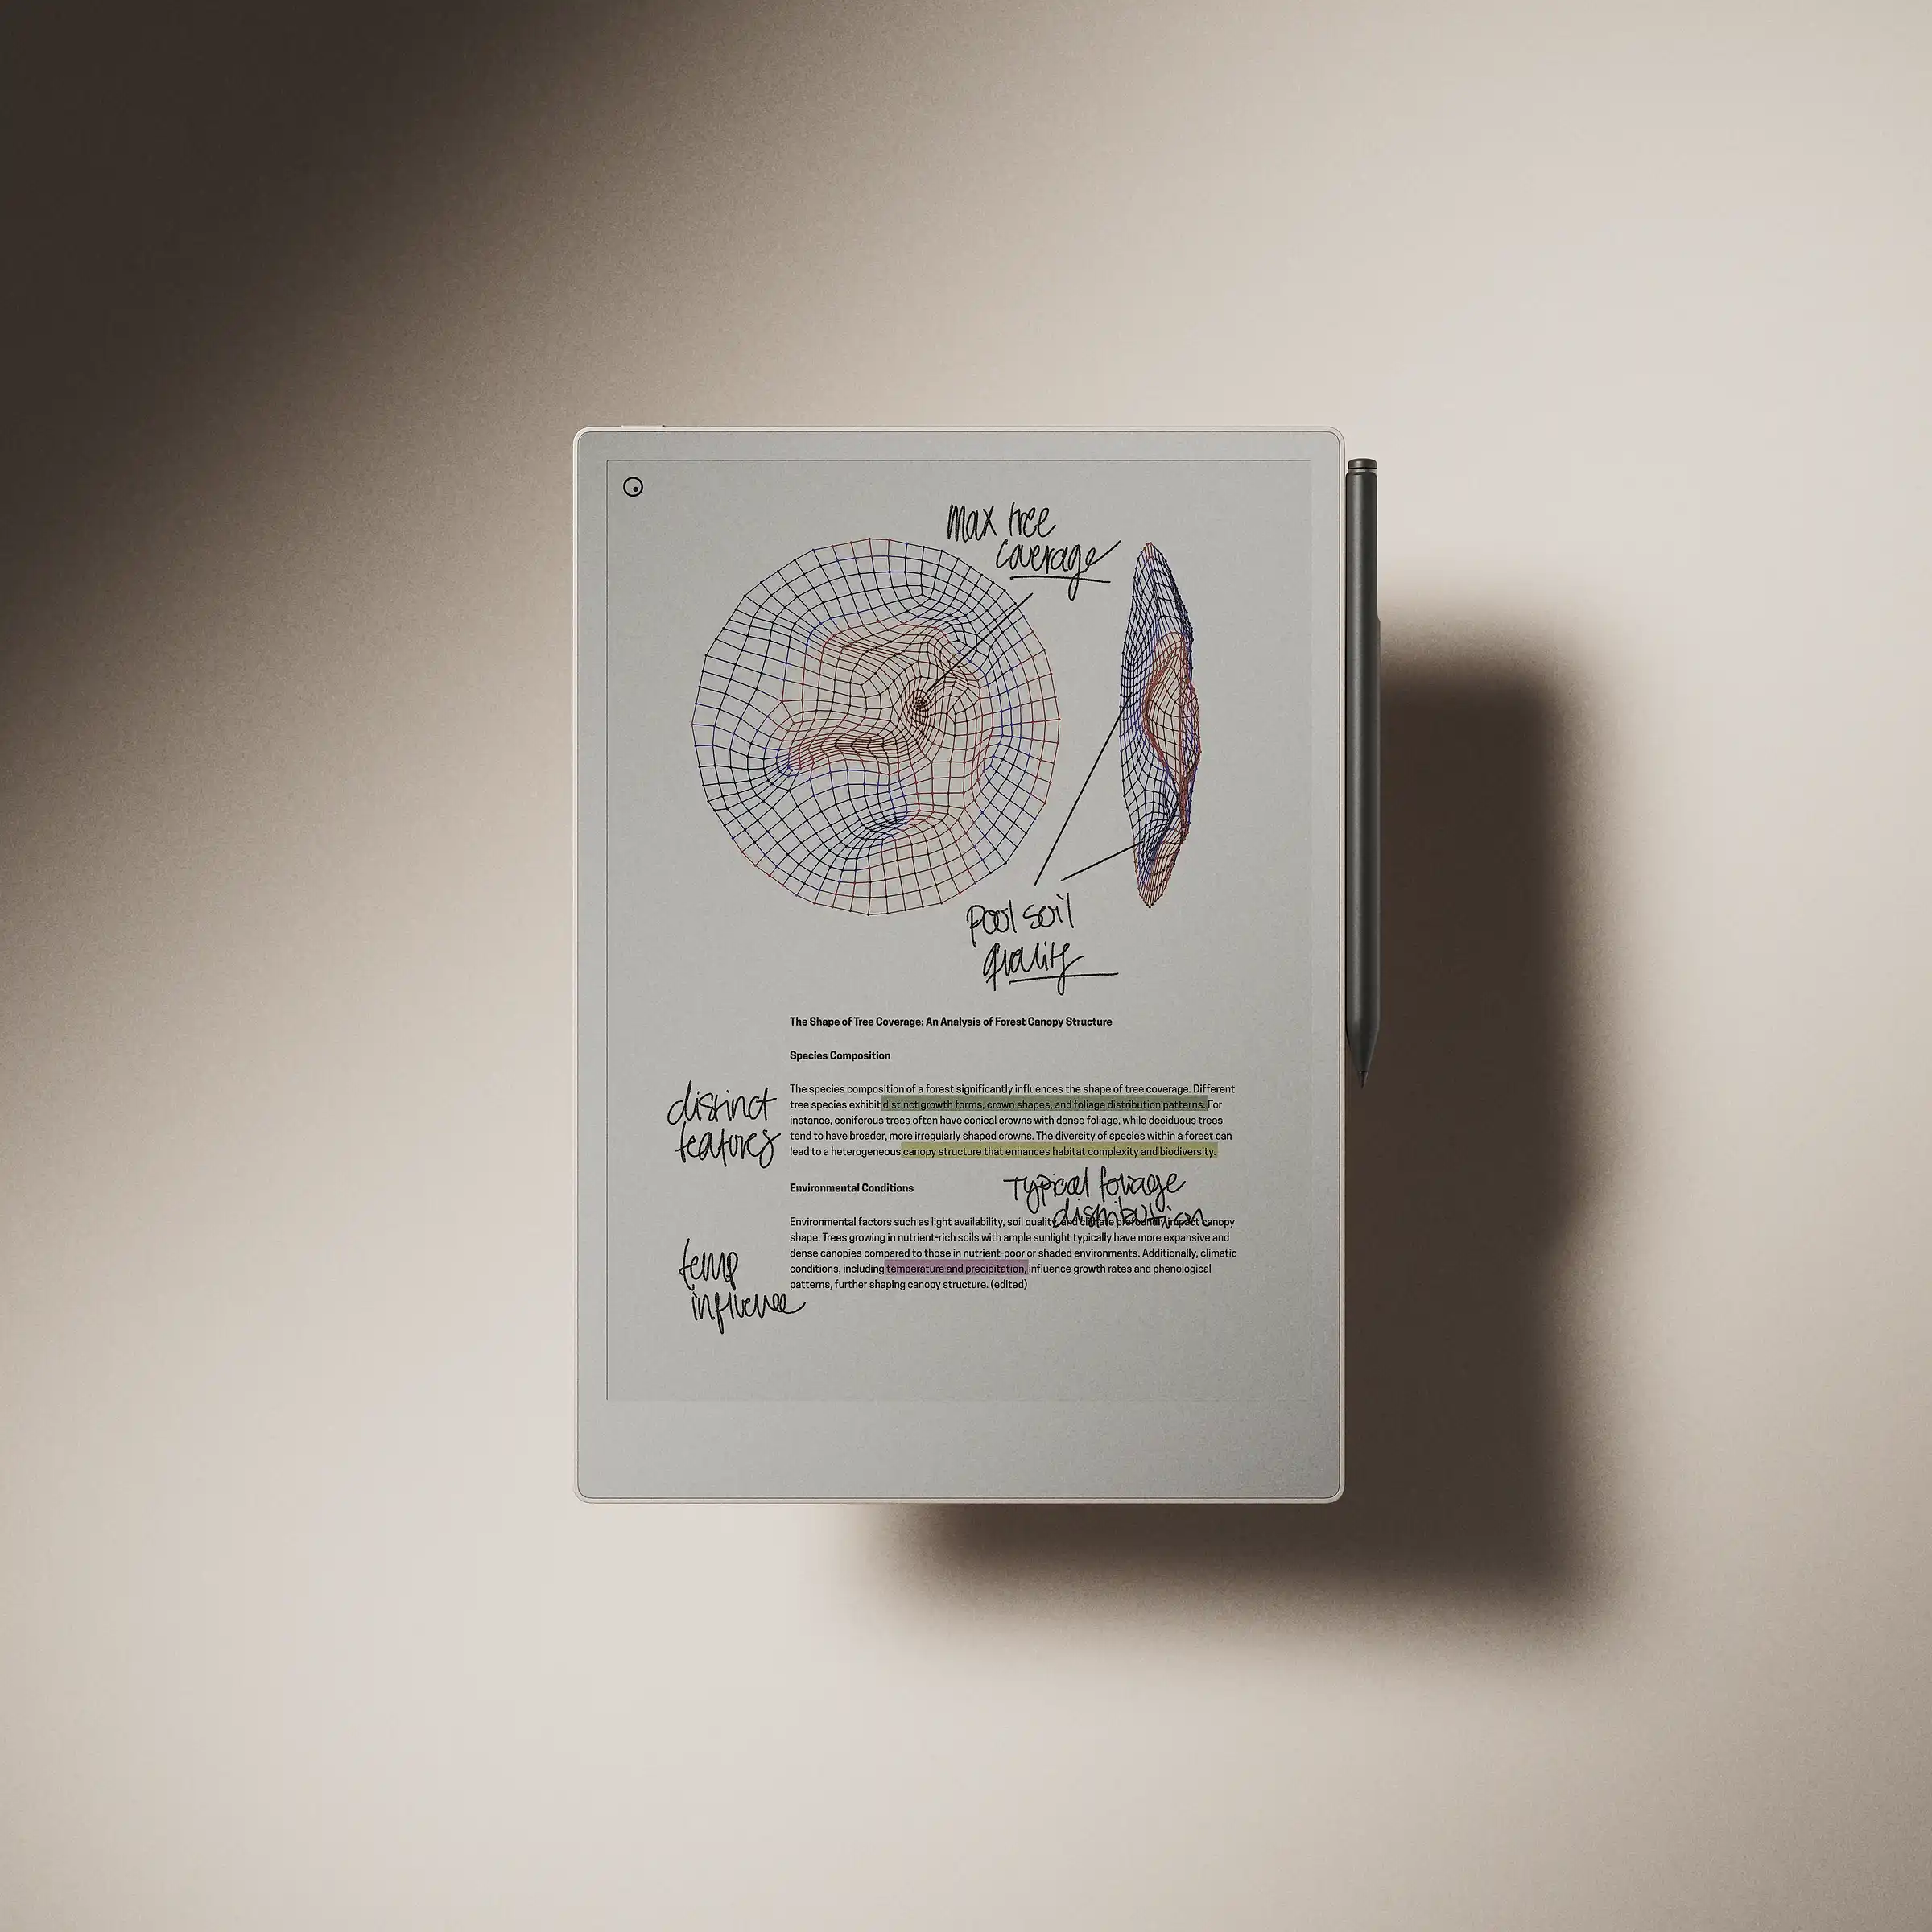 max tree
coverage
pool soil
quality
The Shape of Tree Coverage: An Analysis of Forest Canopy Structure
Species Composition
The species composition of a forest significantly influences the shape of tree coverage. Different
tree species exhibit distinct growth forms, crown shapes, and foliage distribution patterns. For
instance, coniferous trees often have conical crowns with dense foliage, while deciduous trees
tend to have broader, more irregularly shaped crowns. The diversity of species within a forest can
lead to a heterogeneous canopy structure that enhances habitat complexity and biodiversity.
distinct
features
Environmental Conditions
Typical foliage
distribution
Environmental factors such as light availability, soil quality, and climate profoundly impact canopy
shape. Trees growing in nutrient-rich soils with ample sunlight typically have more expansive and
dense canopies compared to those in nutrient-poor or shaded environments. Additionally, climatic
conditions, including temperature and precipitation, influence growth rates and phenological
patterns, further shaping canopy structure. (edited)
temp
influence